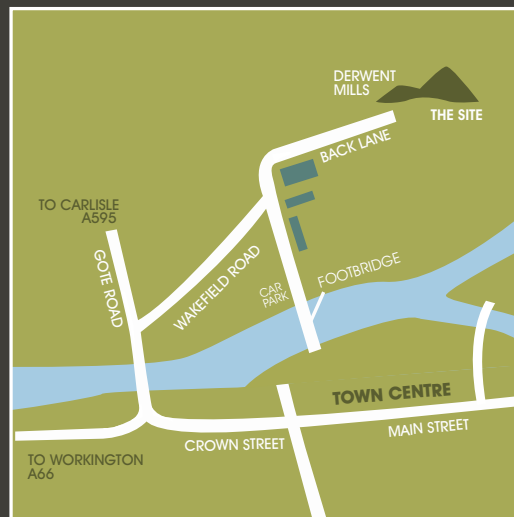 DERWENT
MILLS
THE SITE
BACK LANE
TO CARLISLE
A595
GOTE ROAD
WAKEFIELD ROAD
CAR
PARK
FOOTBRIDGE
TOWN CENTRE
MAIN STREET
CROWN STREET
TO WORKINGTON
A66